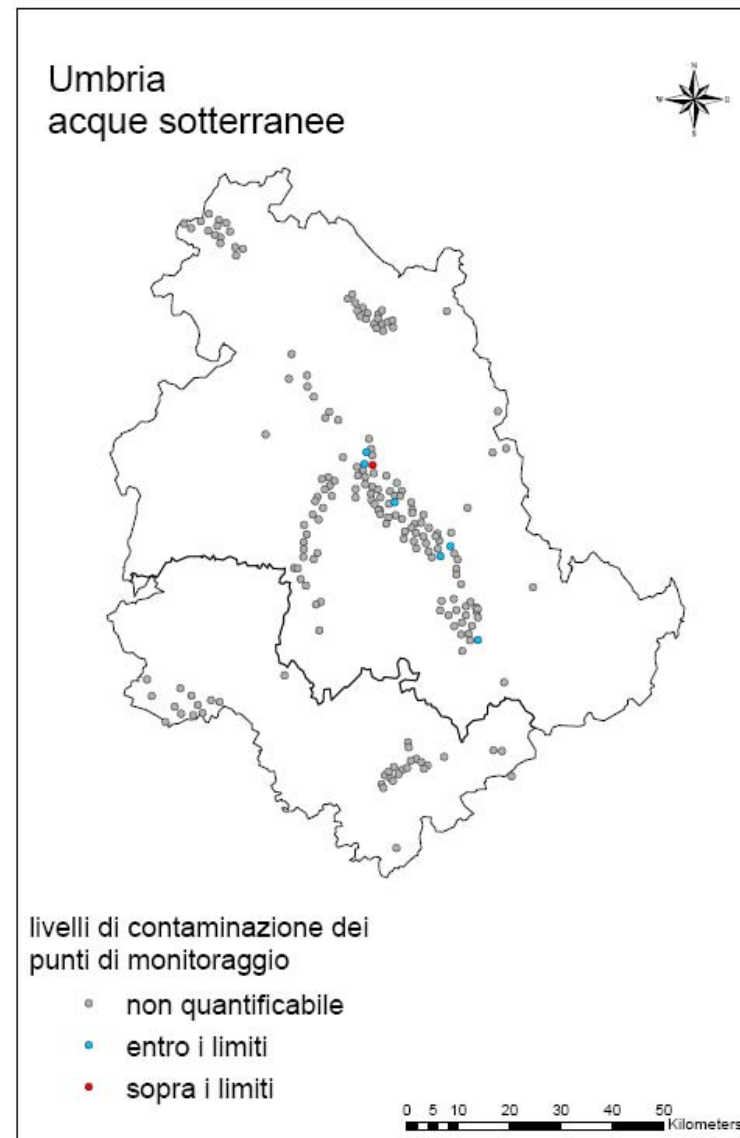 Umbria
acque sotterranee
N
W E
S
livelli di contaminazione dei
punti di monitoraggio
non quantificabile
entro i limiti
sopra i limiti
0 5 10 20 30 40 50
Kilometers